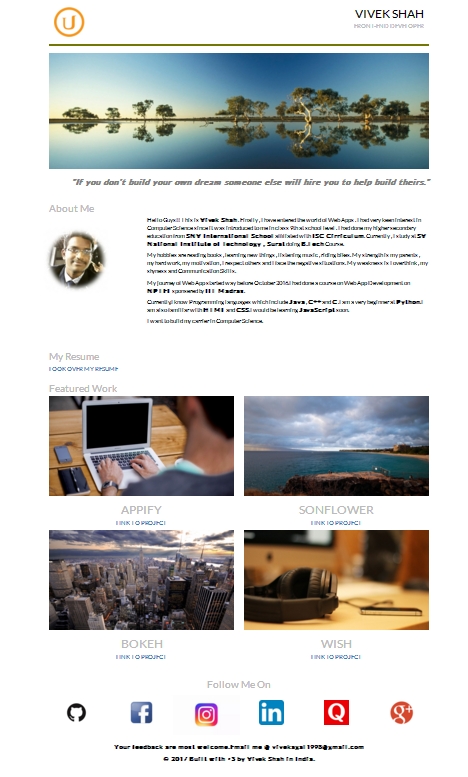 VIVEK SHAH
FRONT-END DEVELOPER
"If you don't build your own dream someone else will hire you to help build theirs."
About Me
Hello Guys!! This is Vivek Shah. Finally, I have entered the world of Web Apps. I had very keen interest in
Computer Science since I was introduced to me in class 9th at school level. I had done my higher secondary
education from SNV International School affiliated with ISC Cirriculum. Currently, I study at SV
National Institute of Technology, Surat doing B.Tech Course.
My hobbies are reading books, learning new things, listening music, riding bikes. My strength is my parents,
my hard work, my motivation, I respect others and I face the negative situations. My weakness is I overthink, my
shyness and Communication Skills.
My Journey of Web Apps started way before October 2016. I had done a course on Web App Development on
NPTEL sponsored by IIT Madras.
Currently I know Programming languages which include Java, C++ and C. I am a very beginner at Python. I
am also familiar with HTML and CSS. I would be learning JavaScript soon.
I want to build my carrier in Computer Science.
My Resume
LOOK OVER MY RESUME
Featured Work
APPIFY
LINK TO PROJECT
SONFLOWER
LINK TO PROJECT
BOKEH
LINK TO PROJECT
WISH
LINK TO PROJECT
Follow Me On
Your feedback are most welcome. Email me @
© 2017 Built with <3 by Vivek Shah in India.